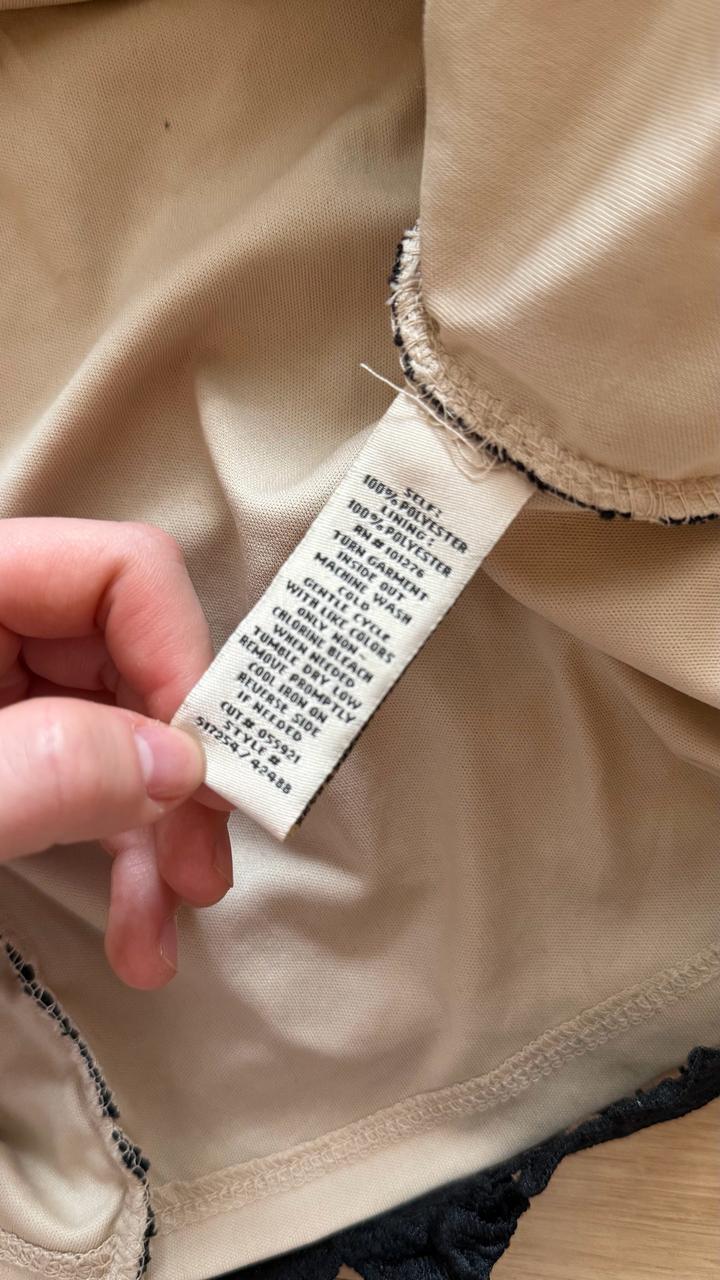 SELF:
100% POLYESTER
LINING:
100% POLYESTER
RN # 101276
TURN GARMENT
INSIDE OUT
MACHINE WASH
COLD
GENTLE CYCLE
WITH LIKE COLORS
ONLY NON-
CHLORINE BLEACH
WHEN NEEDED
TUMBLE DRY LOW
REMOVE PROMPTLY
COOL IRON ON
REVERSE SIDE
IF NEEDED
CUT # 055921
STYLE #
517254/42488